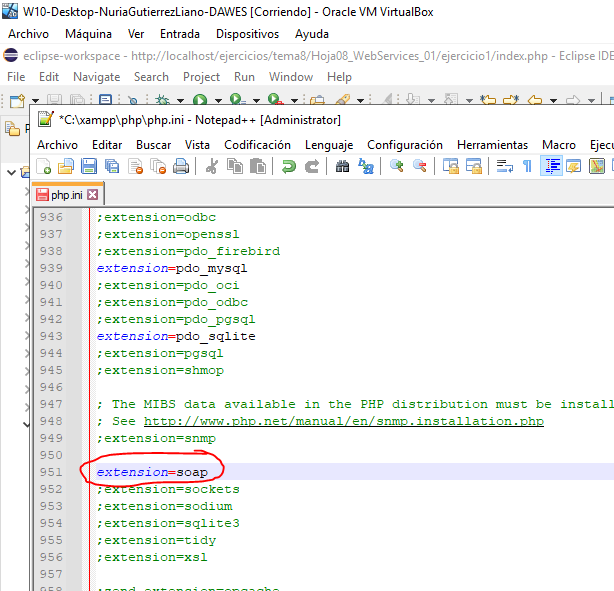 W10-Desktop-NuriaGutierrezLiano-DAWES [Corriendo] - Oracle VM VirtualBox
Archivo Máquina Ver Entrada Dispositivos Ayuda
eclipse-workspace - http://localhost/ejercicios/tema8/Hoja08_WebServices_01/ejercicio1/index.php - Eclipse IDE
File Edit Navigate Search Project Run Window Help
*C:\xampp\php\php.ini - Notepad++ [Administrator]
Archivo Editar Buscar Vista Codificación Lenguaje Configuración Herramientas Macro Ejecu
php.ini
936 ;extension=odbc
937 ;extension=openssl
938 ;extension=pdo_firebird
939 extension=pdo_mysql
940 ;extension=pdo_oci
941 ;extension=pdo_odbc
942 ;extension=pdo_pgsql
943 extension=pdo_sqlite
944 ;extension=pgsql
945 ;extension=shmop
946
947 ; The MIBS data available in the PHP distribution must be instal
948 ; See http://www.php.net/manual/en/snmp.installation.php
949 ;extension=snmp
950
951 extension=soap
952 ;extension=sockets
953 ;extension=sodium
954 ;extension=sqlite3
955 ;extension=tidy
956 ;extension=xsl
957
958 ;zend_extension=opcache